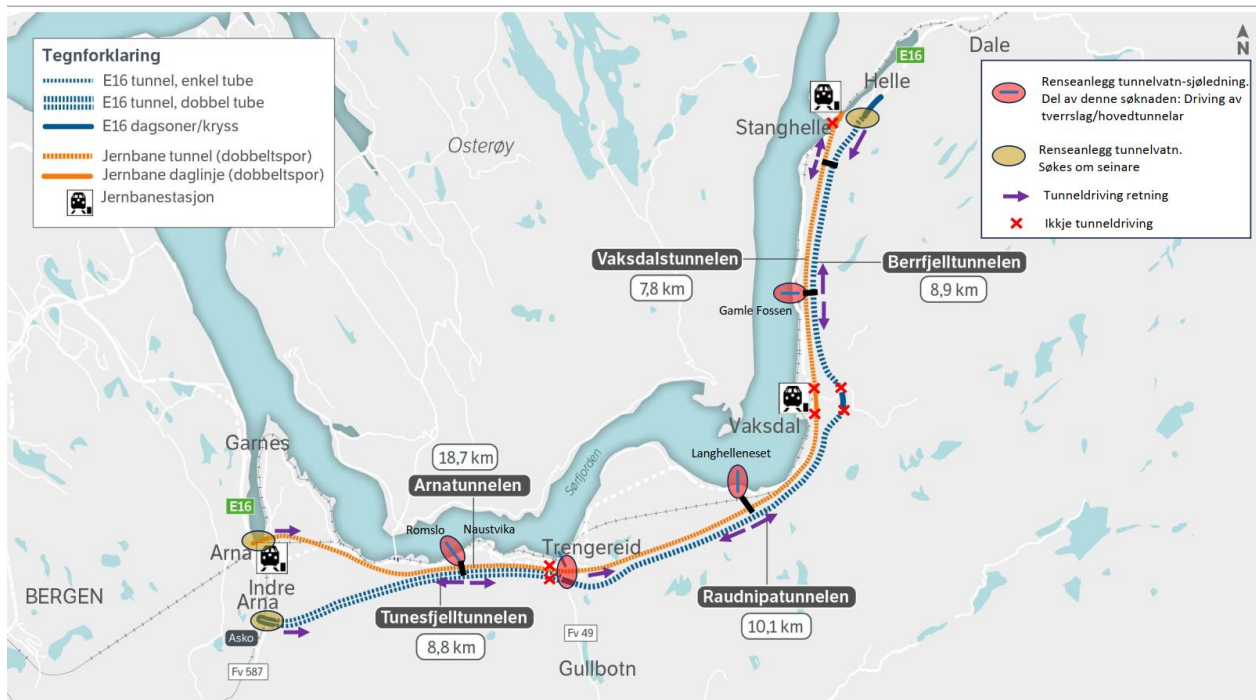 Tegnforklaring
E16 tunnel, enkel tube
E16 tunnel, dobbel tube
E16 dagsoner/kryss
Jernbane tunnel (dobbeltspor)
Jernbane daglinje (dobbeltspor)
Jernbanestasjon
N
Renseanlegg tunnelvatn-sjøledning.
Del av denne søknaden: Driving av
tverrslag/hovedtunnelar
Renseanlegg tunnelvatn.
Søkes om seinare
Tunneldriving retning
Ikkje tunneldriving
Dale
E16
Helle
Stanghelle
Osterøy
Vaksdalstunnelen
7,8 km
Berrfjelltunnelen
8,9 km
Gamle Fossen
Vaksdal
Langhelleneset
Garnes
18,7 km
Arnatunnelen
Sørfjorden
E16
Romslo
Naustvika
Trengereid
Arna
Indre
Arna
BERGEN
Tunesfjelltunnelen
8,8 km
Raudnipatunnelen
10,1 km
Asko
Fv 587
Fv 49
Gullbotn